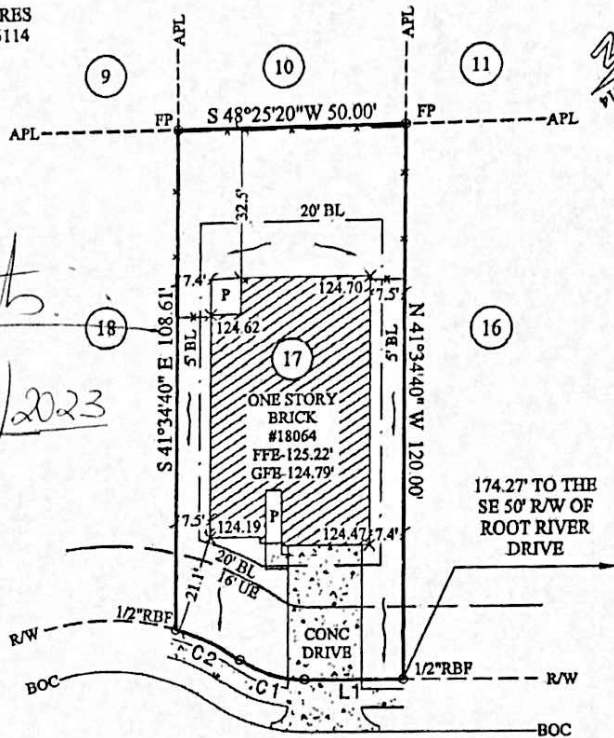 RES
5114
APL
APL
9
10
11
FP
S 48°25'20"W 50.00'
FP
APL
APL
32.5'
20' BL
7.4'
P
124.70
7.5'
18
124.62
5' BL
17
5' BL
16
S 41°34'40" E 108.61'
N 41°34'40" W 120.00'
2023
ONE STORY
BRICK
#18064
FFE-125.22'
GFE-124.79'
P
7.5'
124.19
124.47
7.4'
174.27' TO THE
SE 50' R/W OF
ROOT RIVER
DRIVE
20' BL
16' UE
21.1'
1/2"RBF
CONC
DRIVE
R/W
C2
C1
L1
1/2"RBF
R/W
BOC
BOC